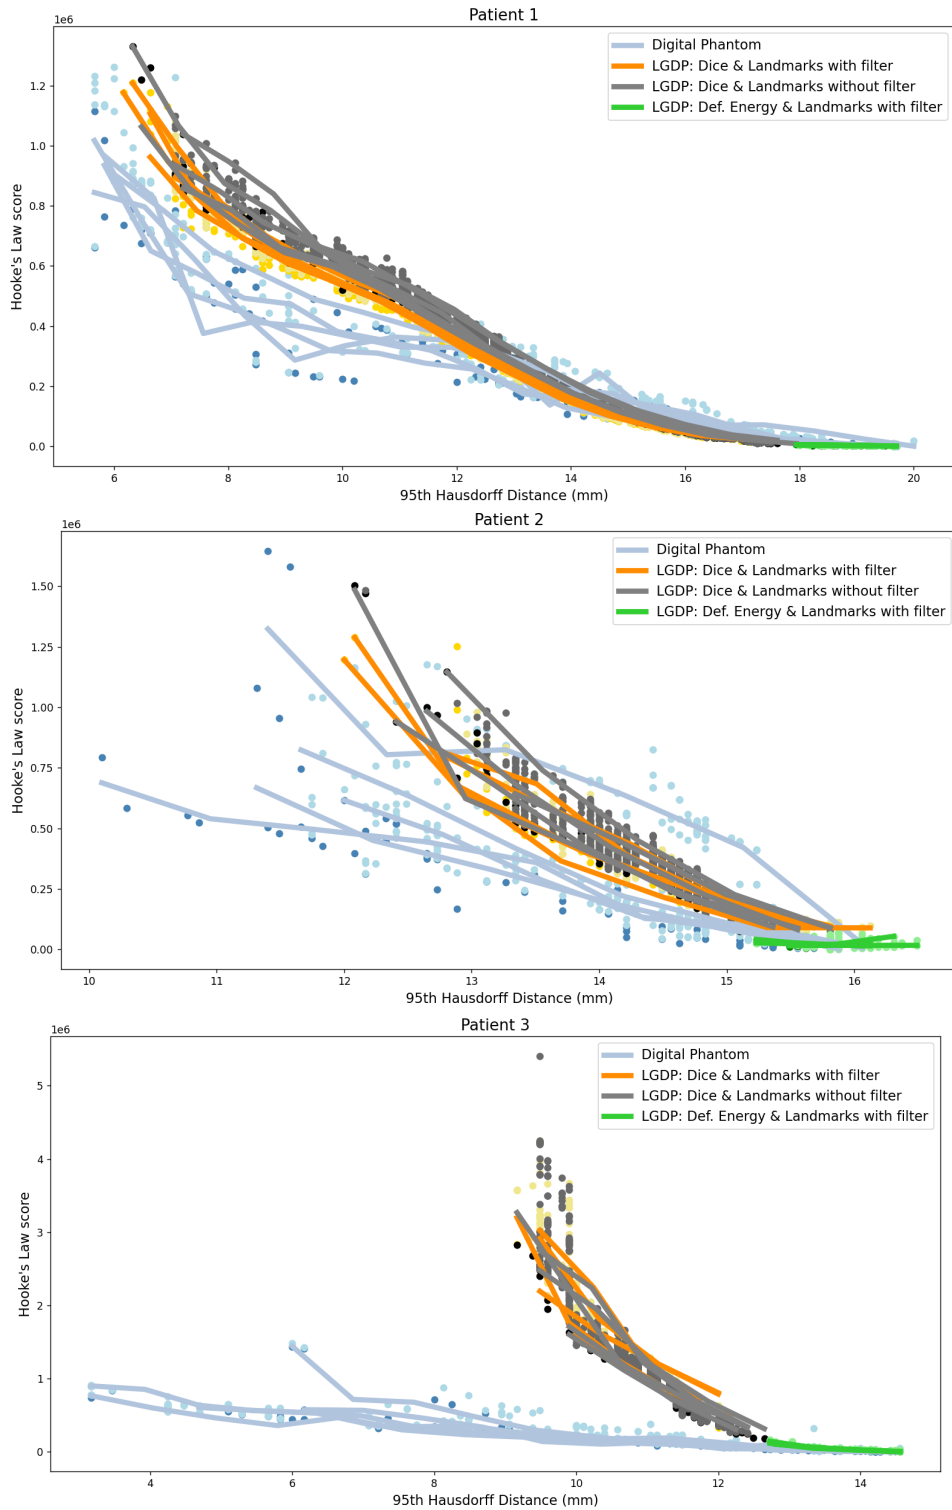 Patient 1
1e6
Digital Phantom
LGDP: Dice & Landmarks with filter
LGDP: Dice & Landmarks without filter
LGDP: Def. Energy & Landmarks with filter
1.2
1.0
0.8
0.6
0.4
0.2
0.0
Hooke's Law score
6 8 10 12 14 16 18 20
95th Hausdorff Distance (mm)
Patient 2
1e6
Digital Phantom
LGDP: Dice & Landmarks with filter
LGDP: Dice & Landmarks without filter
LGDP: Def. Energy & Landmarks with filter
1.50
1.25
1.00
0.75
0.50
0.25
0.00
Hooke's Law score
10 11 12 13 14 15 16
95th Hausdorff Distance (mm)
Patient 3
1e6
Digital Phantom
LGDP: Dice & Landmarks with filter
LGDP: Dice & Landmarks without filter
LGDP: Def. Energy & Landmarks with filter
5
4
3
2
1
0
Hooke's Law score
4 6 8 10 12 14
95th Hausdorff Distance (mm)